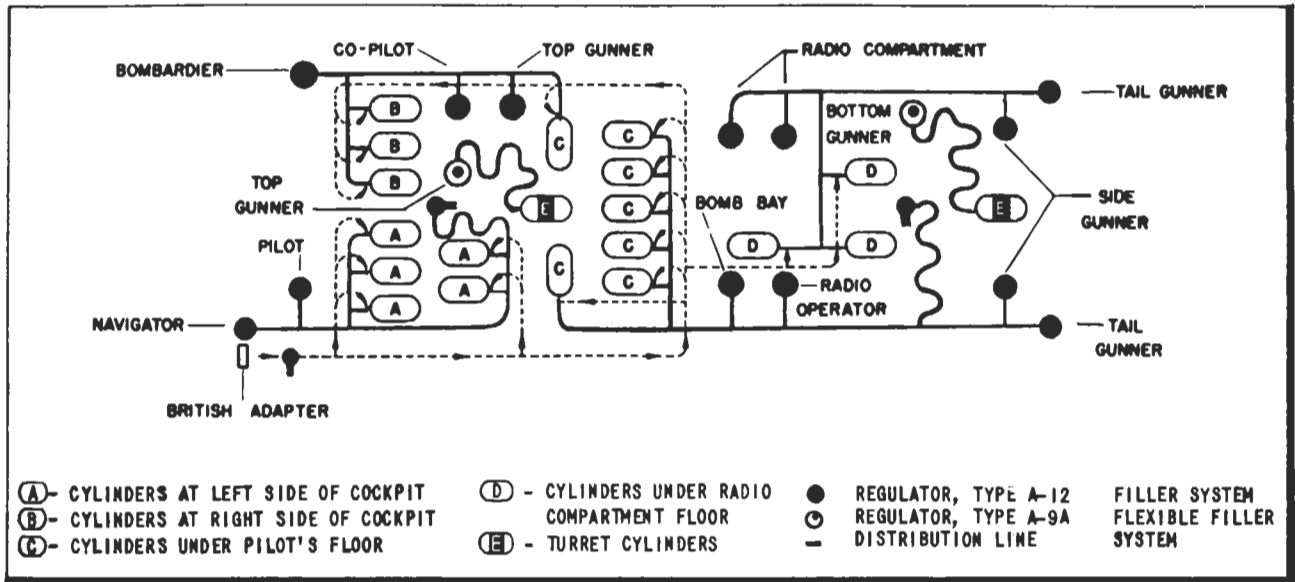 CO-PILOT
TOP GUNNER
RADIO COMPARTMENT
BOMBARDIER
TAIL GUNNER
B
C
C
BOTTOM
GUNNER
B
C
D
B
TOP
GUNNER
E
C
BOMB BAY
E
SIDE
GUNNER
A
PILOT
A
C
D
D
A
C
A
C
RADIO
OPERATOR
A
NAVIGATOR
TAIL
GUNNER
BRITISH ADAPTER
A - CYLINDERS AT LEFT SIDE OF COCKPIT
B - CYLINDERS AT RIGHT SIDE OF COCKPIT
C - CYLINDERS UNDER PILOT'S FLOOR
D - CYLINDERS UNDER RADIO
COMPARTMENT FLOOR
E - TURRET CYLINDERS
REGULATOR, TYPE A-12
REGULATOR, TYPE A-9A
DISTRIBUTION LINE
FILLER SYSTEM
FLEXIBLE FILLER
SYSTEM